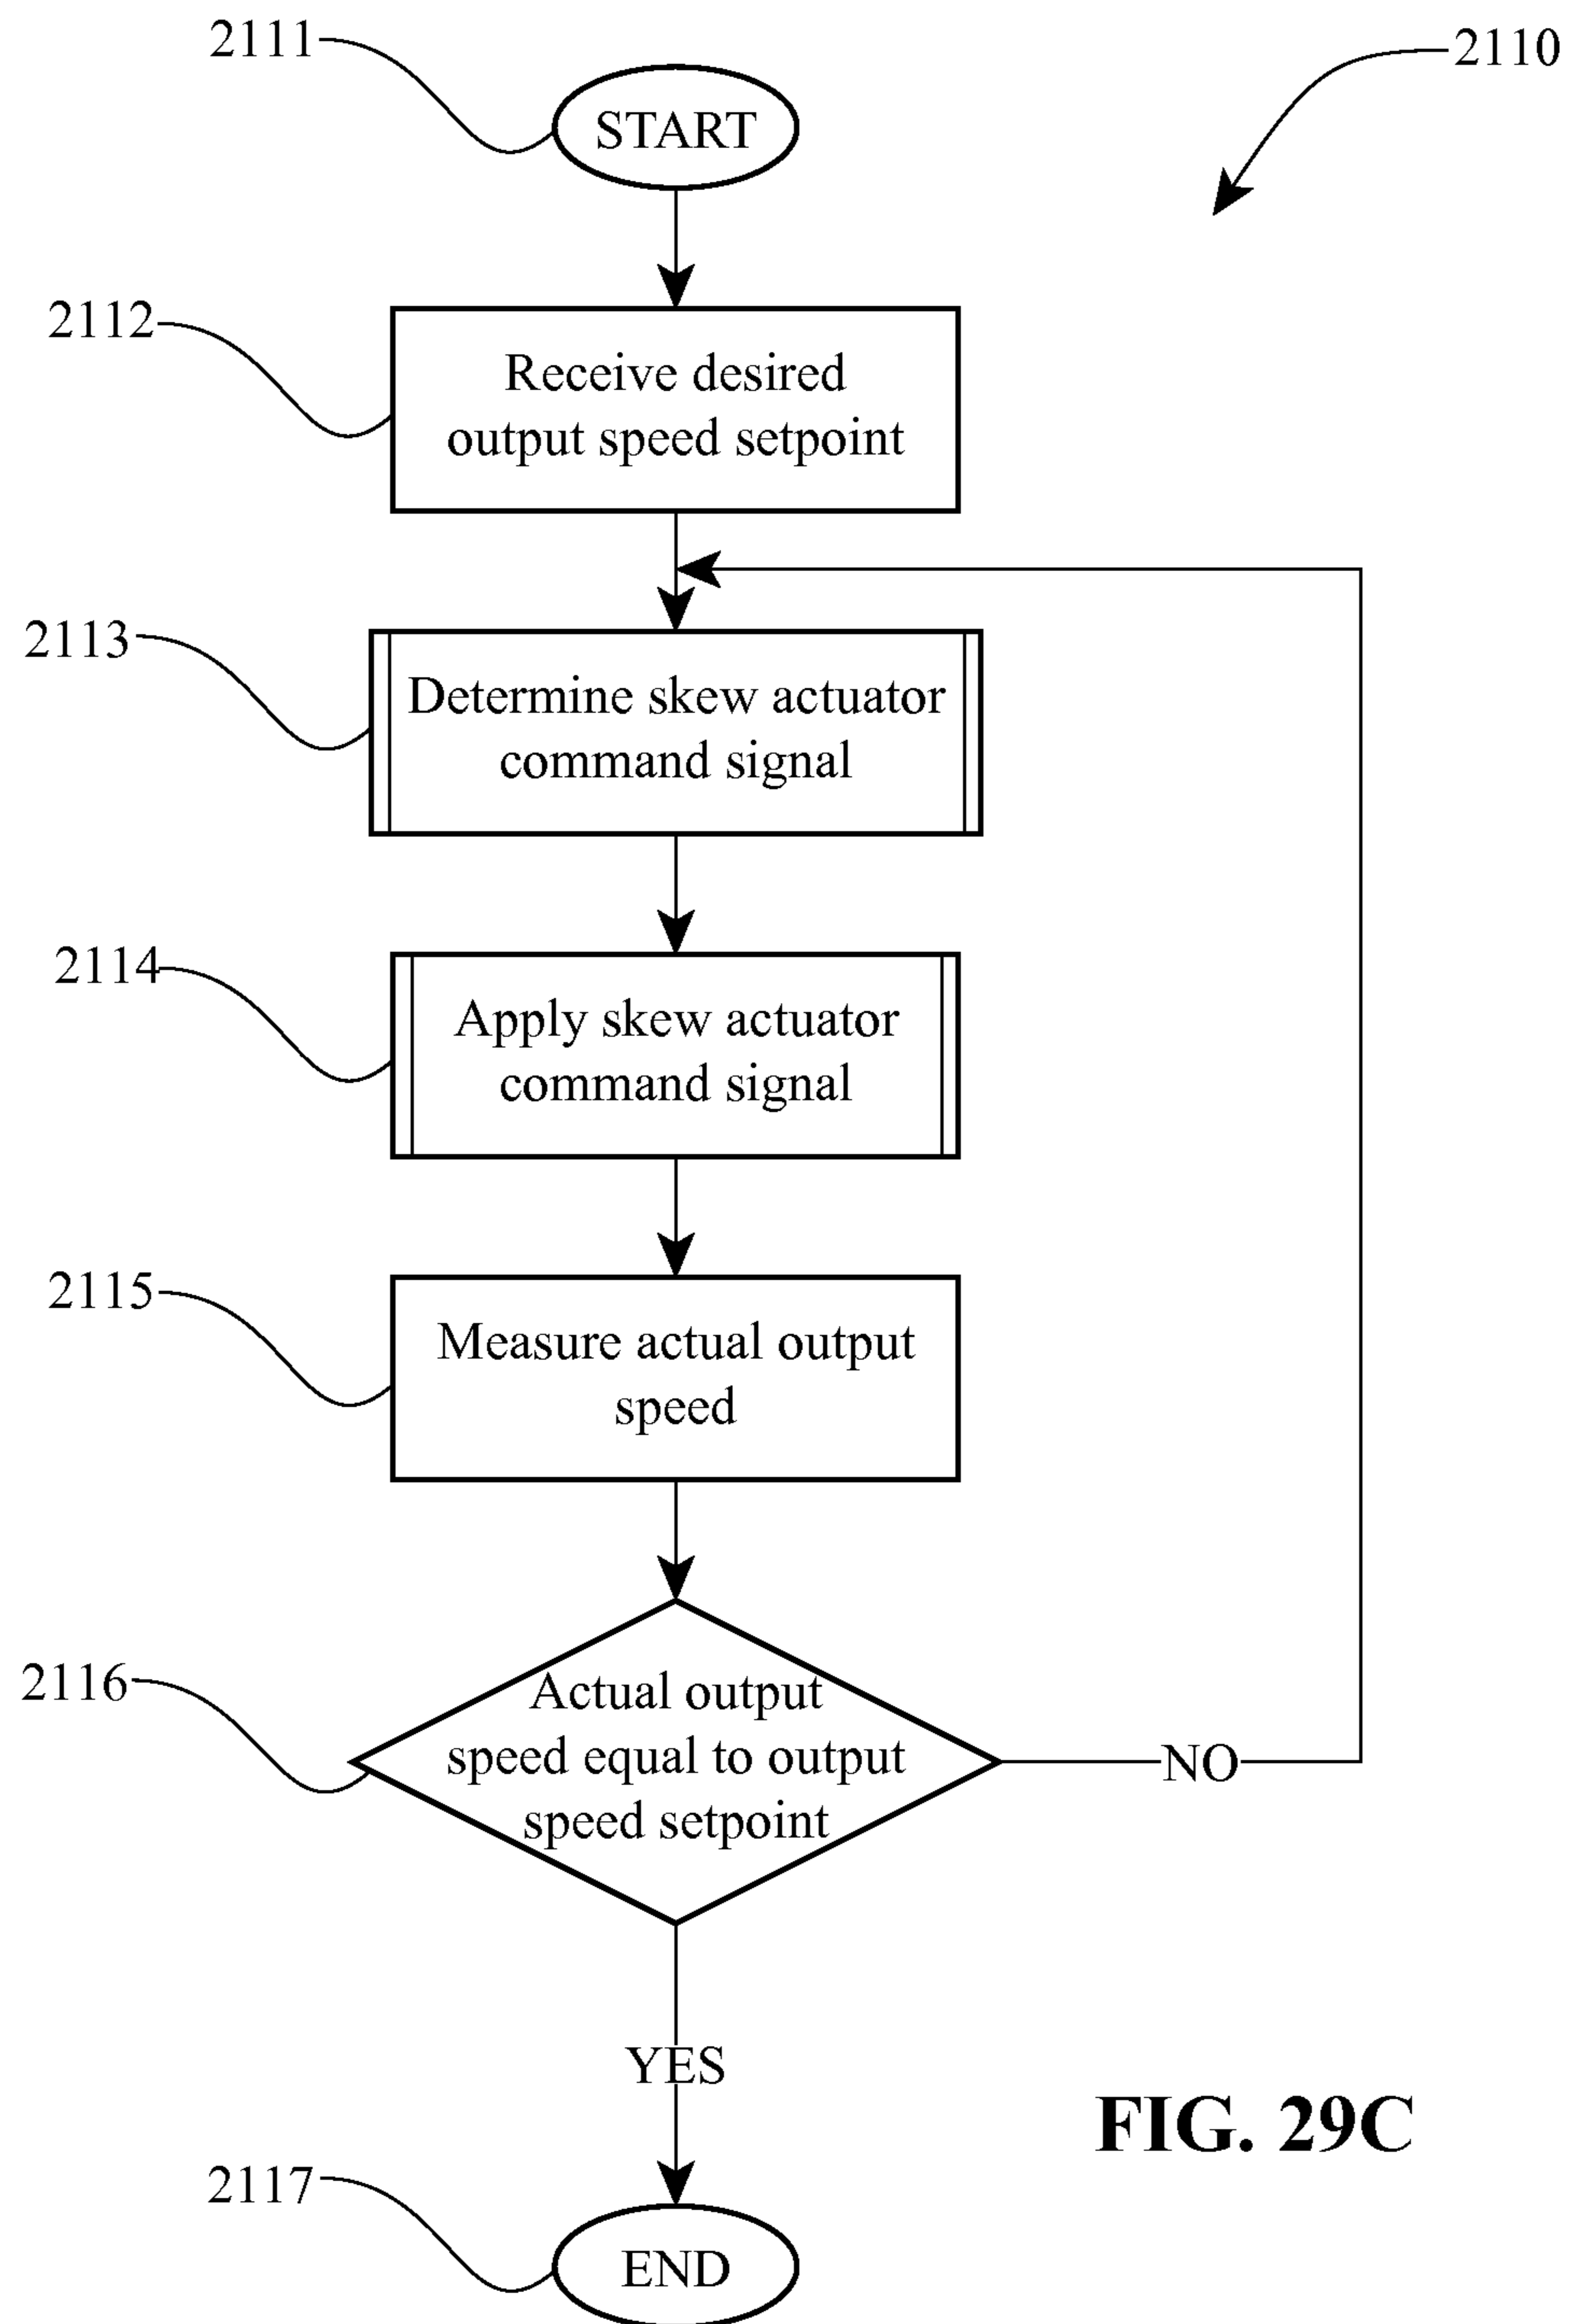 2111
2110
START
2112
Receive desired
output speed setpoint
2113
Determine skew actuator
command signal
2114
Apply skew actuator
command signal
2115
Measure actual output
speed
2116
Actual output
speed equal to output
speed setpoint
NO
YES
FIG. 29C
2117
END